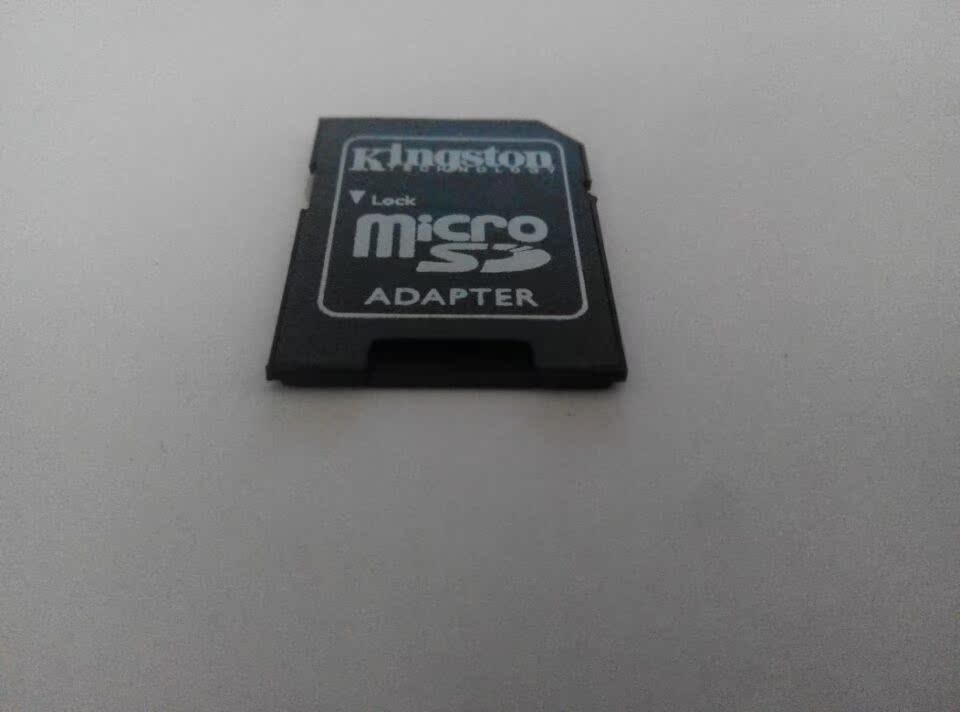 Kingston
TECHNOLOGY
Lock
micro
SD
ADAPTER